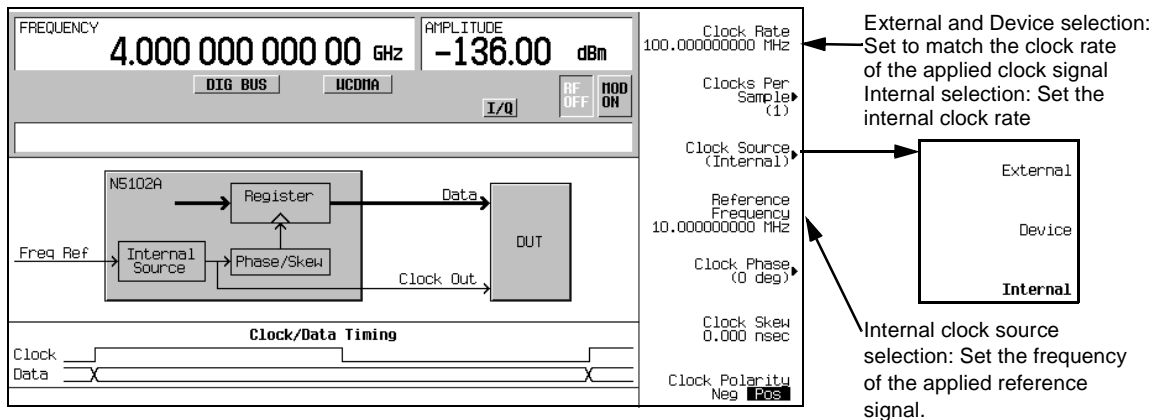 FREQUENCY
4.000 000 000 00 GHz
AMPLITUDE
-136.00 dBm
DIG BUS
WCDMA
I/Q
RF
OFF
MOD
ON
N5102A
Register
Data
Freq Ref
Internal
Source
Phase/Skew
Clock Out
DUT
Clock/Data Timing
Clock
Data
Clock Rate
100.000000000 MHz
Clocks Per
Sample
(1)
Clock Source
(Internal)
Reference
Frequency
10.000000000 MHz
Clock Phase
(0 deg)
Clock Skew
0.000 nsec
Clock Polarity
Neg Pos
External and Device selection:
Set to match the clock rate
of the applied clock signal
Internal selection: Set the
internal clock rate
External
Device
Internal
Internal clock source
selection: Set the frequency
of the applied reference
signal.